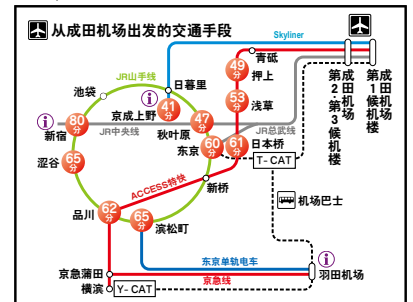 从成田机场出发的交通手段
Skyliner
青砥
JR山手线
日暮里
49分
押上
池袋
京成上野
41分
47分
53分
浅草
成田机场
第2·第3候机楼
成田机场
第1候机楼
80分
新宿
JR中央线
秋叶原
JR总武线
东京
60分
61分
日本桥
T-CAT
65分
涩谷
ACCESS特快
新桥
机场巴士
品川
62分
65分
滨松町
东京单轨电车
京急蒲田
京急线
羽田机场
横滨
Y-CAT